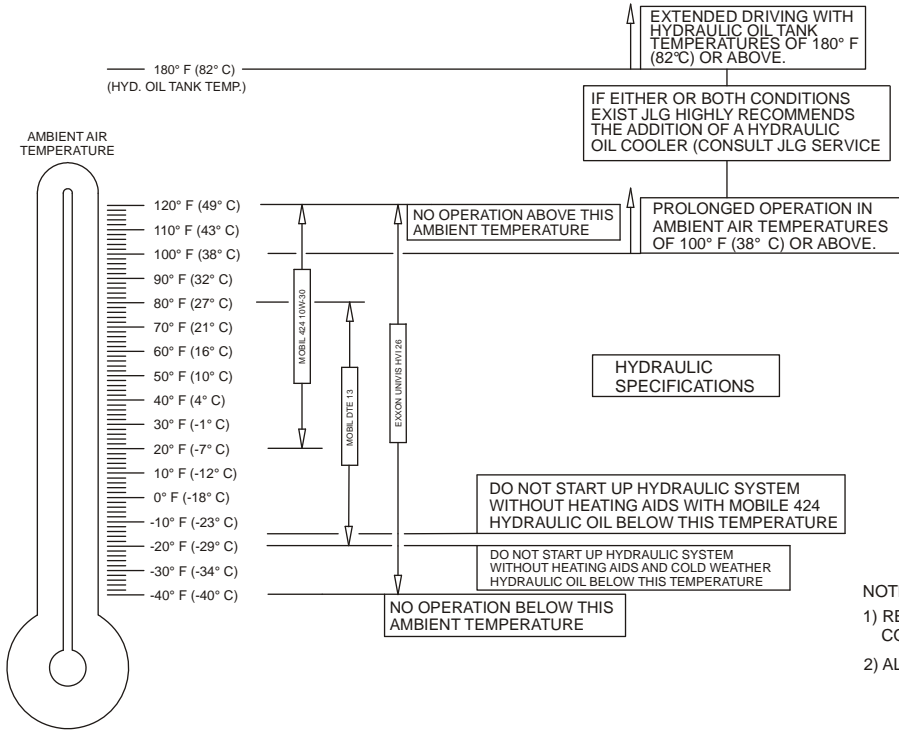 EXTENDED DRIVING WITH
HYDRAULIC OIL TANK
TEMPERATURES OF 180° F
(82°C) OR ABOVE.
180° F (82° C)
(HYD. OIL TANK TEMP.)
IF EITHER OR BOTH CONDITIONS
EXIST JLG HIGHLY RECOMMENDS
THE ADDITION OF A HYDRAULIC
OIL COOLER (CONSULT JLG SERVICE
AMBIENT AIR
TEMPERATURE
120° F (49° C)
110° F (43° C)
100° F (38° C)
90° F (32° C)
80° F (27° C)
70° F (21° C)
60° F (16° C)
50° F (10° C)
40° F (4° C)
30° F (-1° C)
20° F (-7° C)
10° F (-12° C)
0° F (-18° C)
-10° F (-23° C)
-20° F (-29° C)
-30° F (-34° C)
-40° F (-40° C)
NO OPERATION ABOVE THIS
AMBIENT TEMPERATURE
PROLONGED OPERATION IN
AMBIENT AIR TEMPERATURES
OF 100° F (38° C) OR ABOVE.
MOBIL 424 10W-30
MOBIL DTE 13
EXXON UNIVIS HVI 26
HYDRAULIC
SPECIFICATIONS
DO NOT START UP HYDRAULIC SYSTEM
WITHOUT HEATING AIDS WITH MOBILE 424
HYDRAULIC OIL BELOW THIS TEMPERATURE
DO NOT START UP HYDRAULIC SYSTEM
WITHOUT HEATING AIDS AND COLD WEATHER
HYDRAULIC OIL BELOW THIS TEMPERATURE
NO OPERATION BELOW THIS
AMBIENT TEMPERATURE
1)
2)